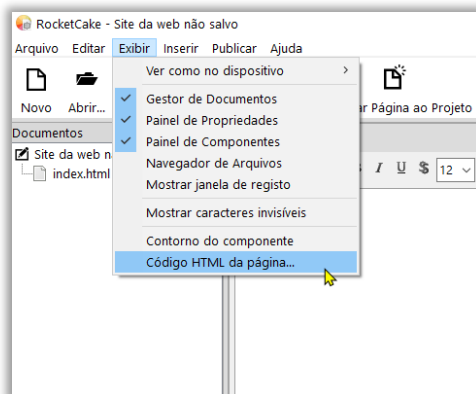 RocketCake - Site da web não salvo
Arquivo Editar Exibir Inserir Publicar Ajuda
Novo Abrir... Página ao Projeto
Ver como no dispositivo
Gestor de Documentos
Painel de Propriedades
Painel de Componentes
Navegador de Arquivos
Mostrar janela de registo
Mostrar caracteres invisíveis
Contorno do componente
Código HTML da página...
Documentos
Site da web n
index.html
I U S 12